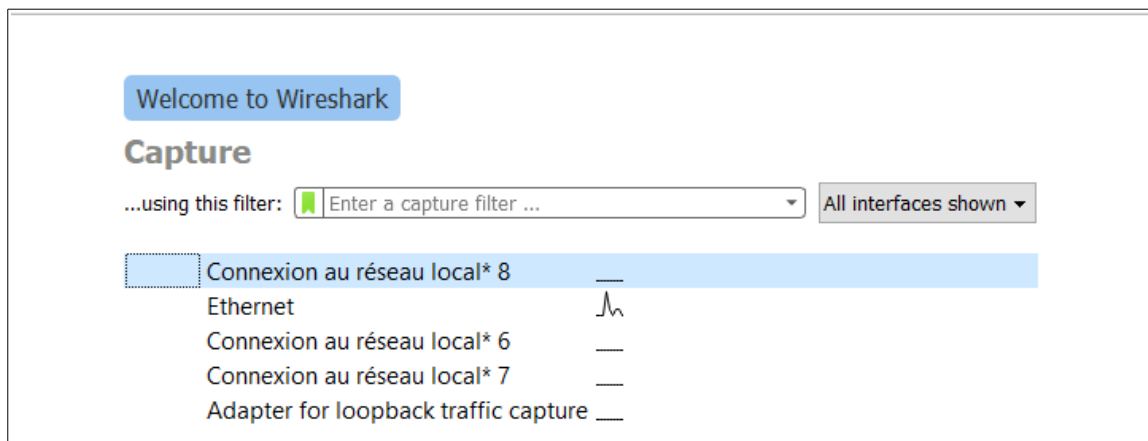 Welcome to Wireshark
Capture
...using this filter: Enter a capture filter ... All interfaces shown
Connexion au réseau local* 8
Ethernet
Connexion au réseau local* 6
Connexion au réseau local* 7
Adapter for loopback traffic capture